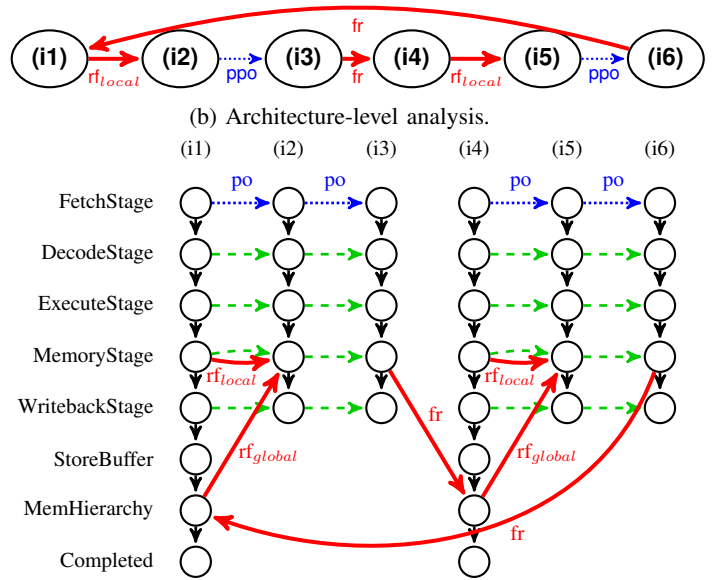 fr
(i1) (i2) (i3) (i4) (i5) (i6)
rf_local ppo fr rf_local ppo
(b) Architecture-level analysis.
(i1) (i2) (i3) (i4) (i5) (i6)
po po po po
FetchStage
DecodeStage
ExecuteStage
MemoryStage
rf_local rf_local
WritebackStage
fr
rf_global rf_global
StoreBuffer
MemHierarchy
fr
Completed